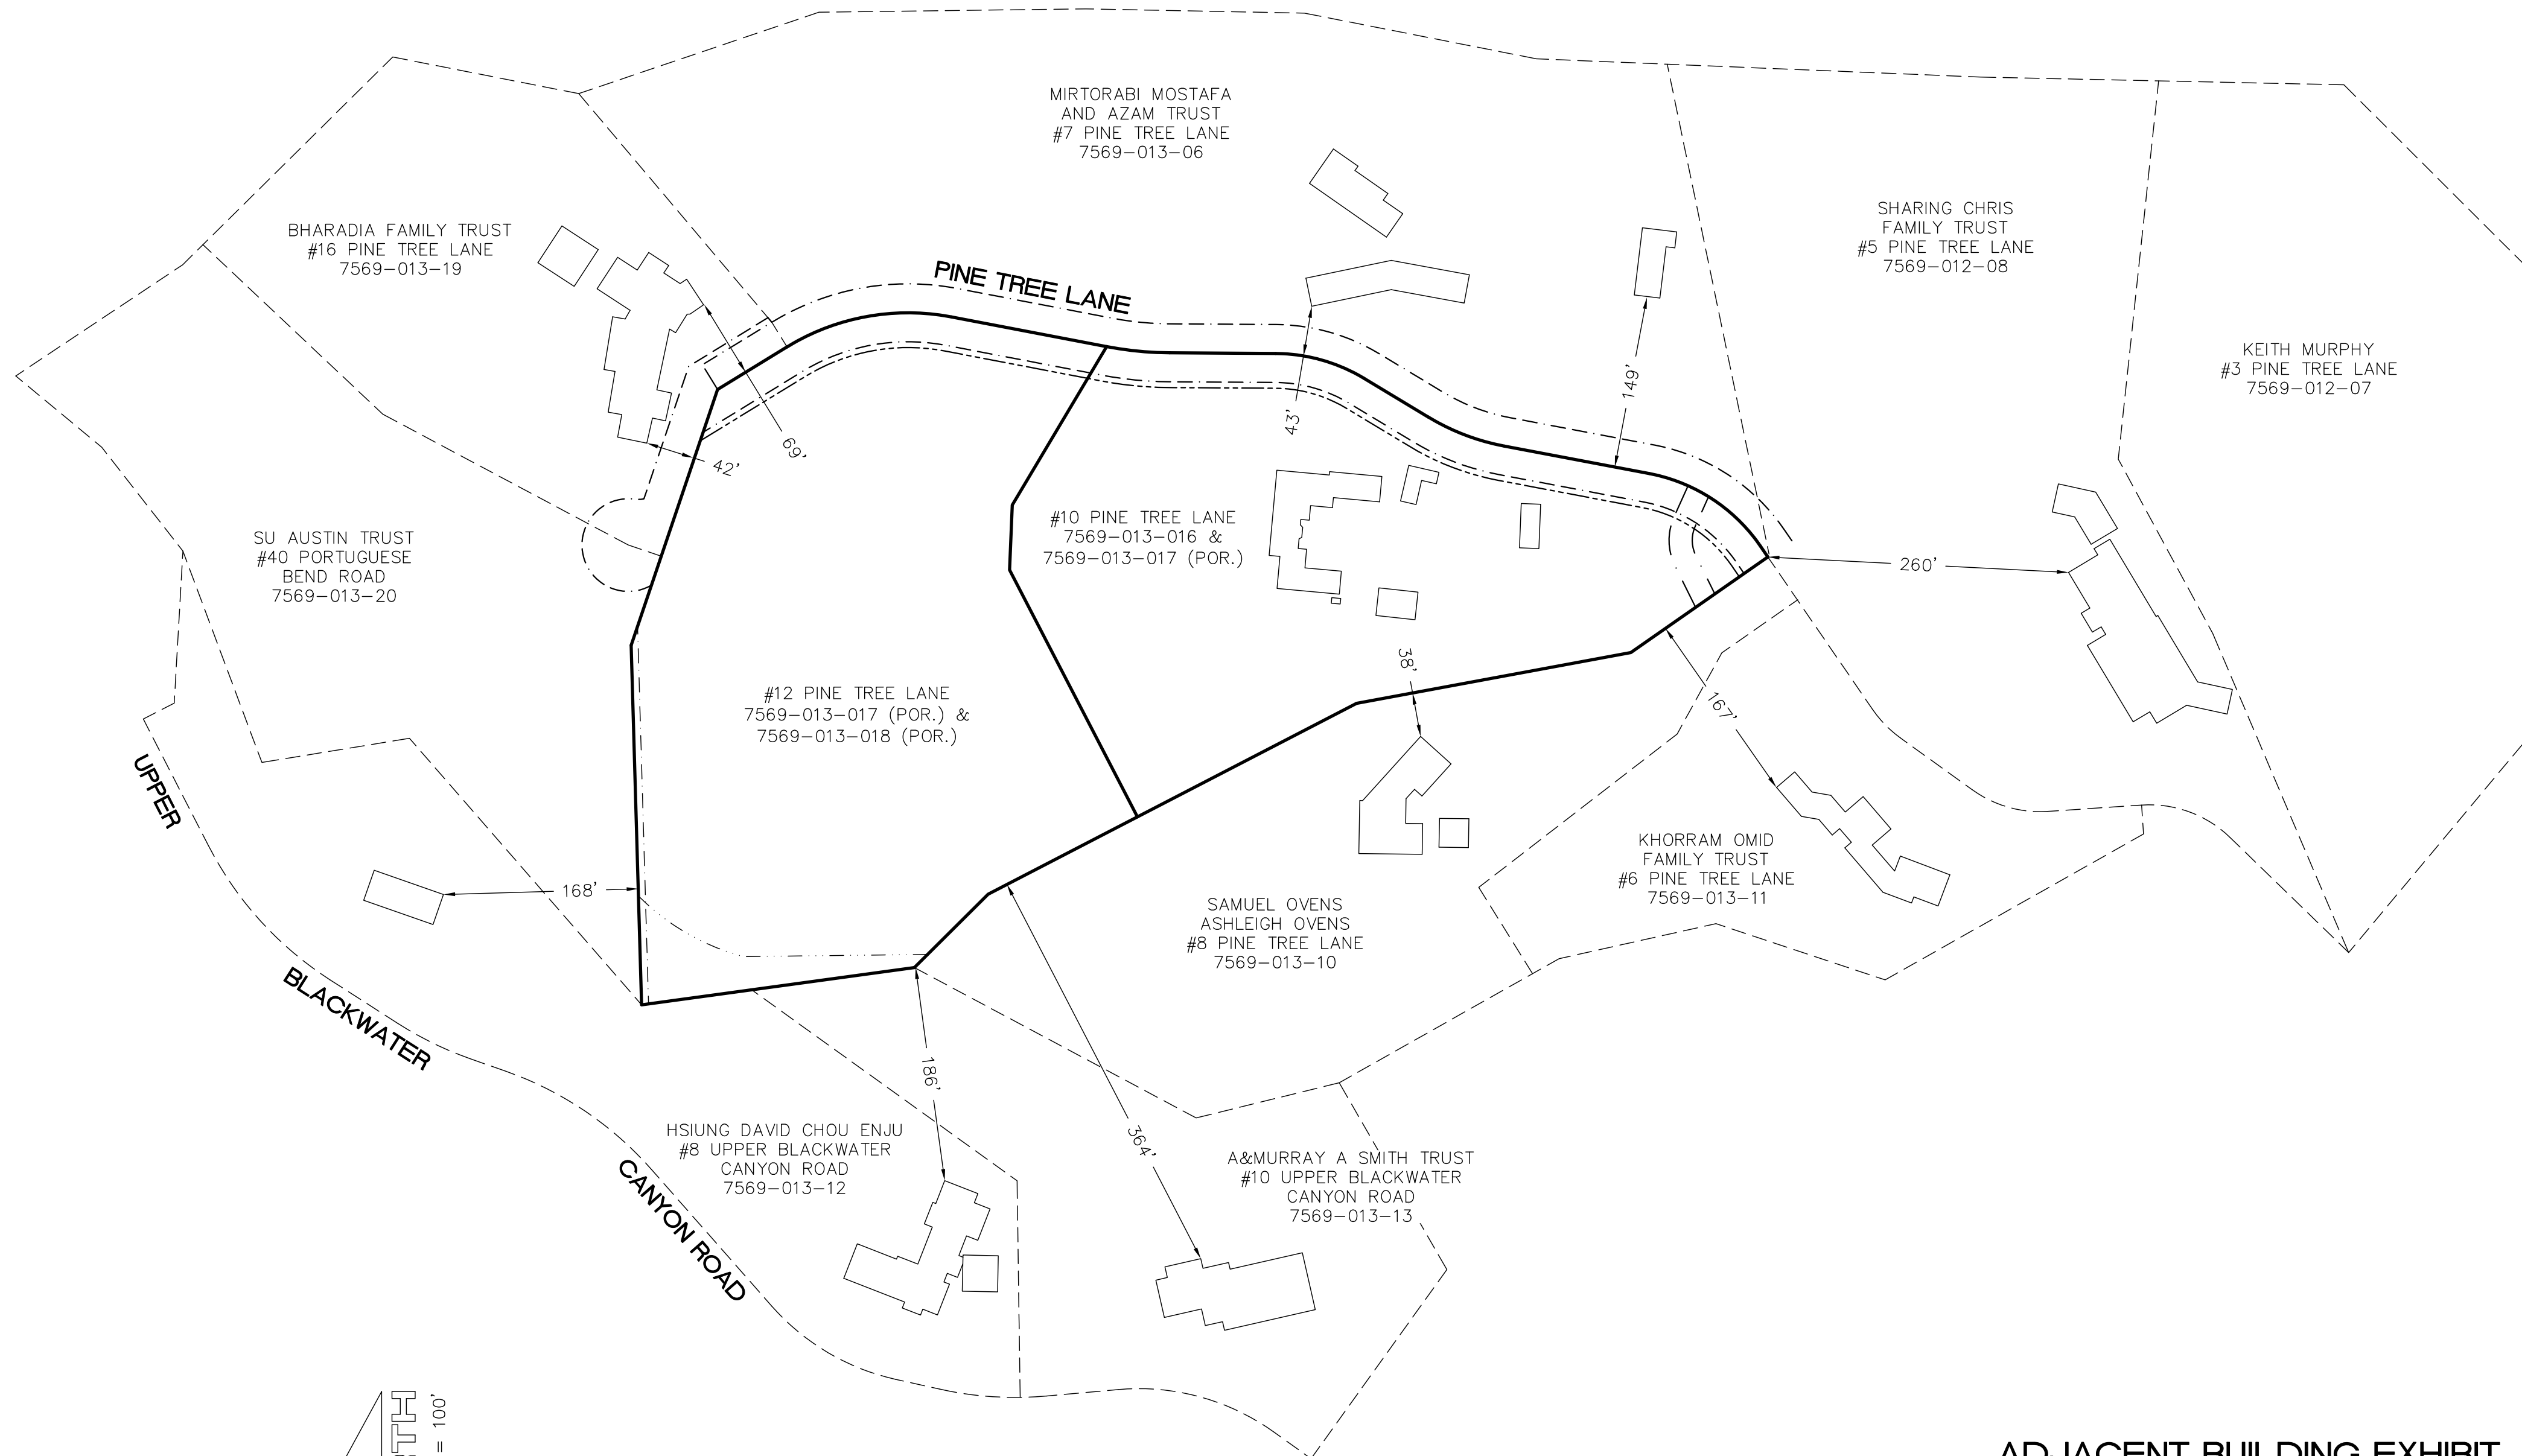 MIRTORABI MOSTAFA
AND AZAM TRUST
#7 PINE TREE LANE
7569-013-06
BHARADIA FAMILY TRUST
#16 PINE TREE LANE
7569-013-19
SHARING CHRIS
FAMILY TRUST
#5 PINE TREE LANE
7569-012-08
KEITH MURPHY
#3 PINE TREE LANE
7569-012-07
PINE TREE LANE
149'
43'
69'
42'
SU AUSTIN TRUST
#40 PORTUGUESE
BEND ROAD
7569-013-20
#10 PINE TREE LANE
7569-013-016 &
7569-013-017 (POR.)
260'
38'
167'
#12 PINE TREE LANE
7569-013-017 (POR.) &
7569-013-018 (POR.)
UPPER
BLACKWATER
CANYON ROAD
168'
KHORRAM OMID
FAMILY TRUST
#6 PINE TREE LANE
7569-013-11
SAMUEL OVENS
ASHLEIGH OVENS
#8 PINE TREE LANE
7569-013-10
186'
364'
HSIUNG DAVID CHOU ENJU
#8 UPPER BLACKWATER
CANYON ROAD
7569-013-12
A&MURRAY A SMITH TRUST
#10 UPPER BLACKWATER
CANYON ROAD
7569-013-13
= 100'
ADJACENT BUILDING EXHIBIT